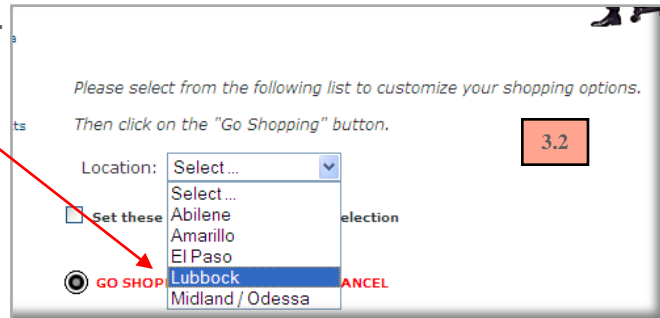 a
Please select from the following list to customize your shopping options.
ts
Then click on the "Go Shopping" button.
3.2
Location: Select ...
Select ...
Set these
Abilene
election
Amarillo
El Paso
GO SHOP
Lubbock
ANCEL
Midland / Odessa